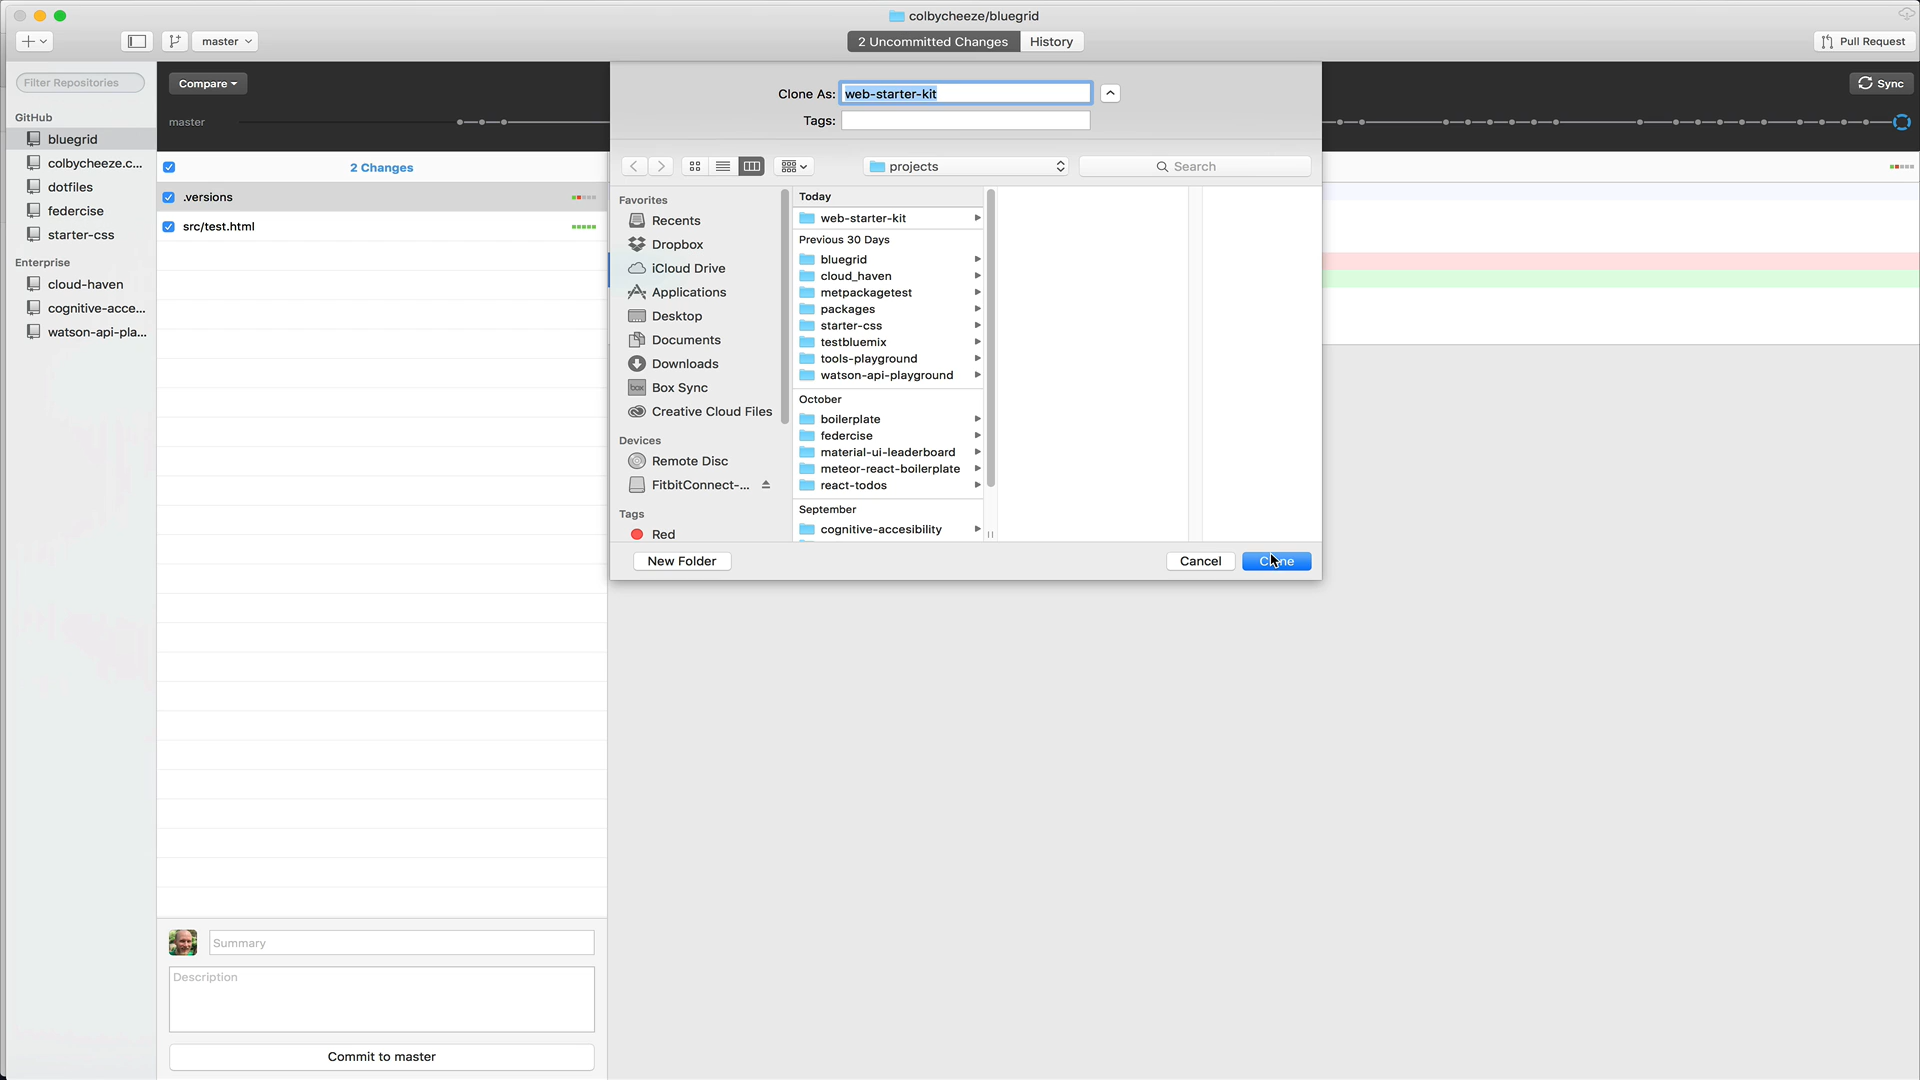 colbycheeze/bluegrid
master
2 Uncommitted Changes
History
Pull Request
Filter Repositories
GitHub
bluegrid
colbycheeze.c...
dotfiles
federcise
starter-css
Enterprise
cloud-haven
cognitive-acce...
watson-api-pla...
Compare
Sync
master
2 Changes
.versions
src/test.html
Summary
Description
Commit to master
Clone As: web-starter-kit
Tags:
projects
Search
Favorites
Recents
Dropbox
iCloud Drive
Applications
Desktop
Documents
Downloads
box Box Sync
Creative Cloud Files
Devices
Remote Disc
FitbitConnect-...
Tags
Red
Today
web-starter-kit
Previous 30 Days
bluegrid
cloud_haven
metpackagetest
packages
starter-css
testbluemix
tools-playground
watson-api-playground
October
boilerplate
federcise
material-ui-leaderboard
meteor-react-boilerplate
react-todos
September
cognitive-accesibility
New Folder
Cancel
Clone